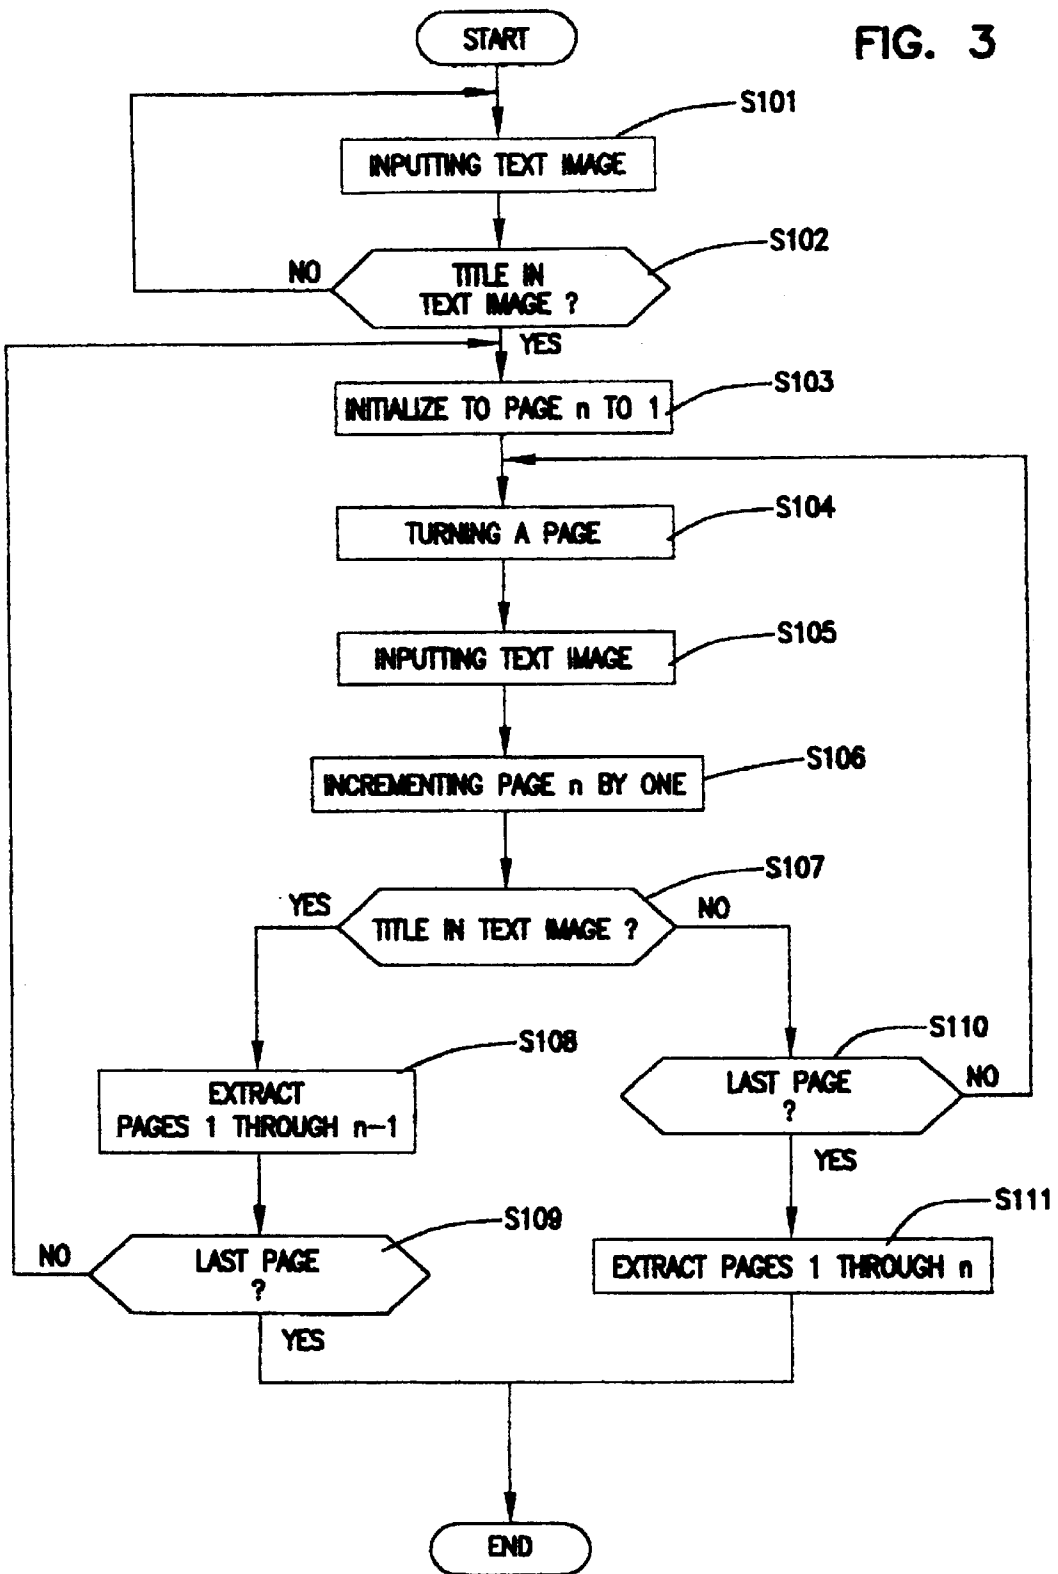 FIG. 3
START
S101
INPUTTING TEXT IMAGE
S102
NO
TITLE IN
TEXT IMAGE ?
YES
S103
INITIALIZE TO PAGE n TO 1
S104
TURNING A PAGE
S105
INPUTTING TEXT IMAGE
S106
INCREMENTING PAGE n BY ONE
S107
YES
NO
TITLE IN TEXT IMAGE ?
S108
EXTRACT
PAGES 1 THROUGH n-1
S110
LAST PAGE
?
NO
YES
S109
NO
LAST PAGE
?
YES
S111
EXTRACT PAGES 1 THROUGH n
END